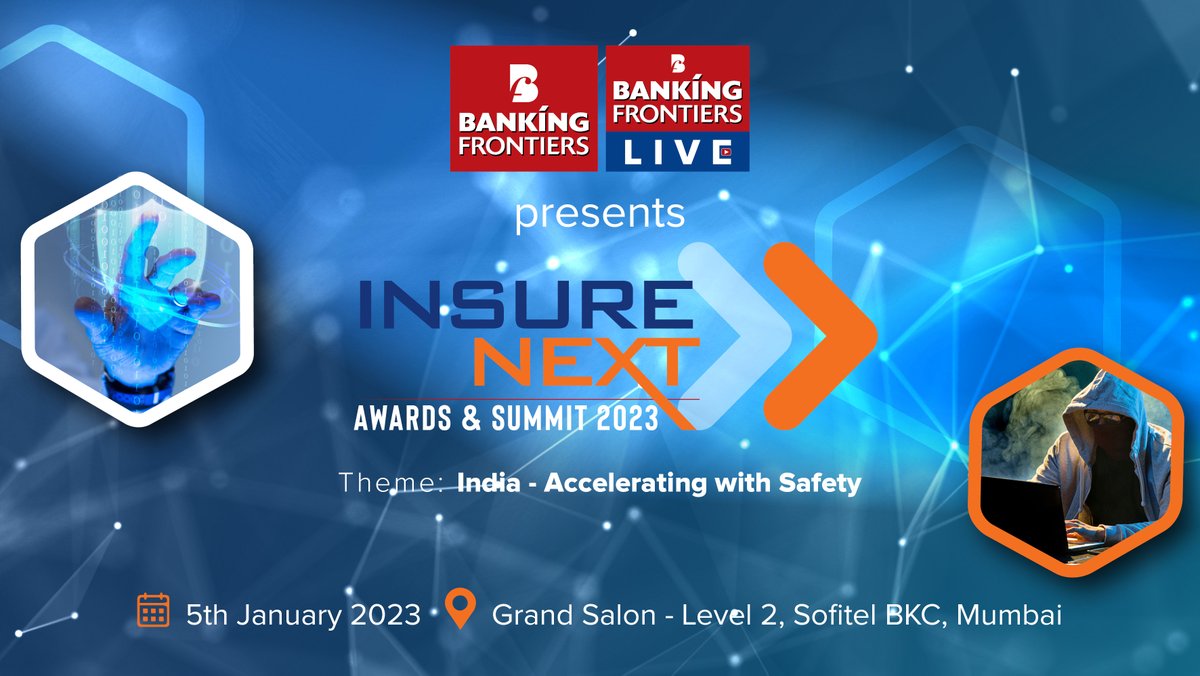 BANKING
FRONTIERS
BANKING
FRONTIERS
LIVE
presents
INSURE
NEXT
AWARDS & SUMMIT 2023
Theme: India - Accelerating with Safety
5th January 2023
Grand Salon - Level 2, Sofitel BKC, Mumbai